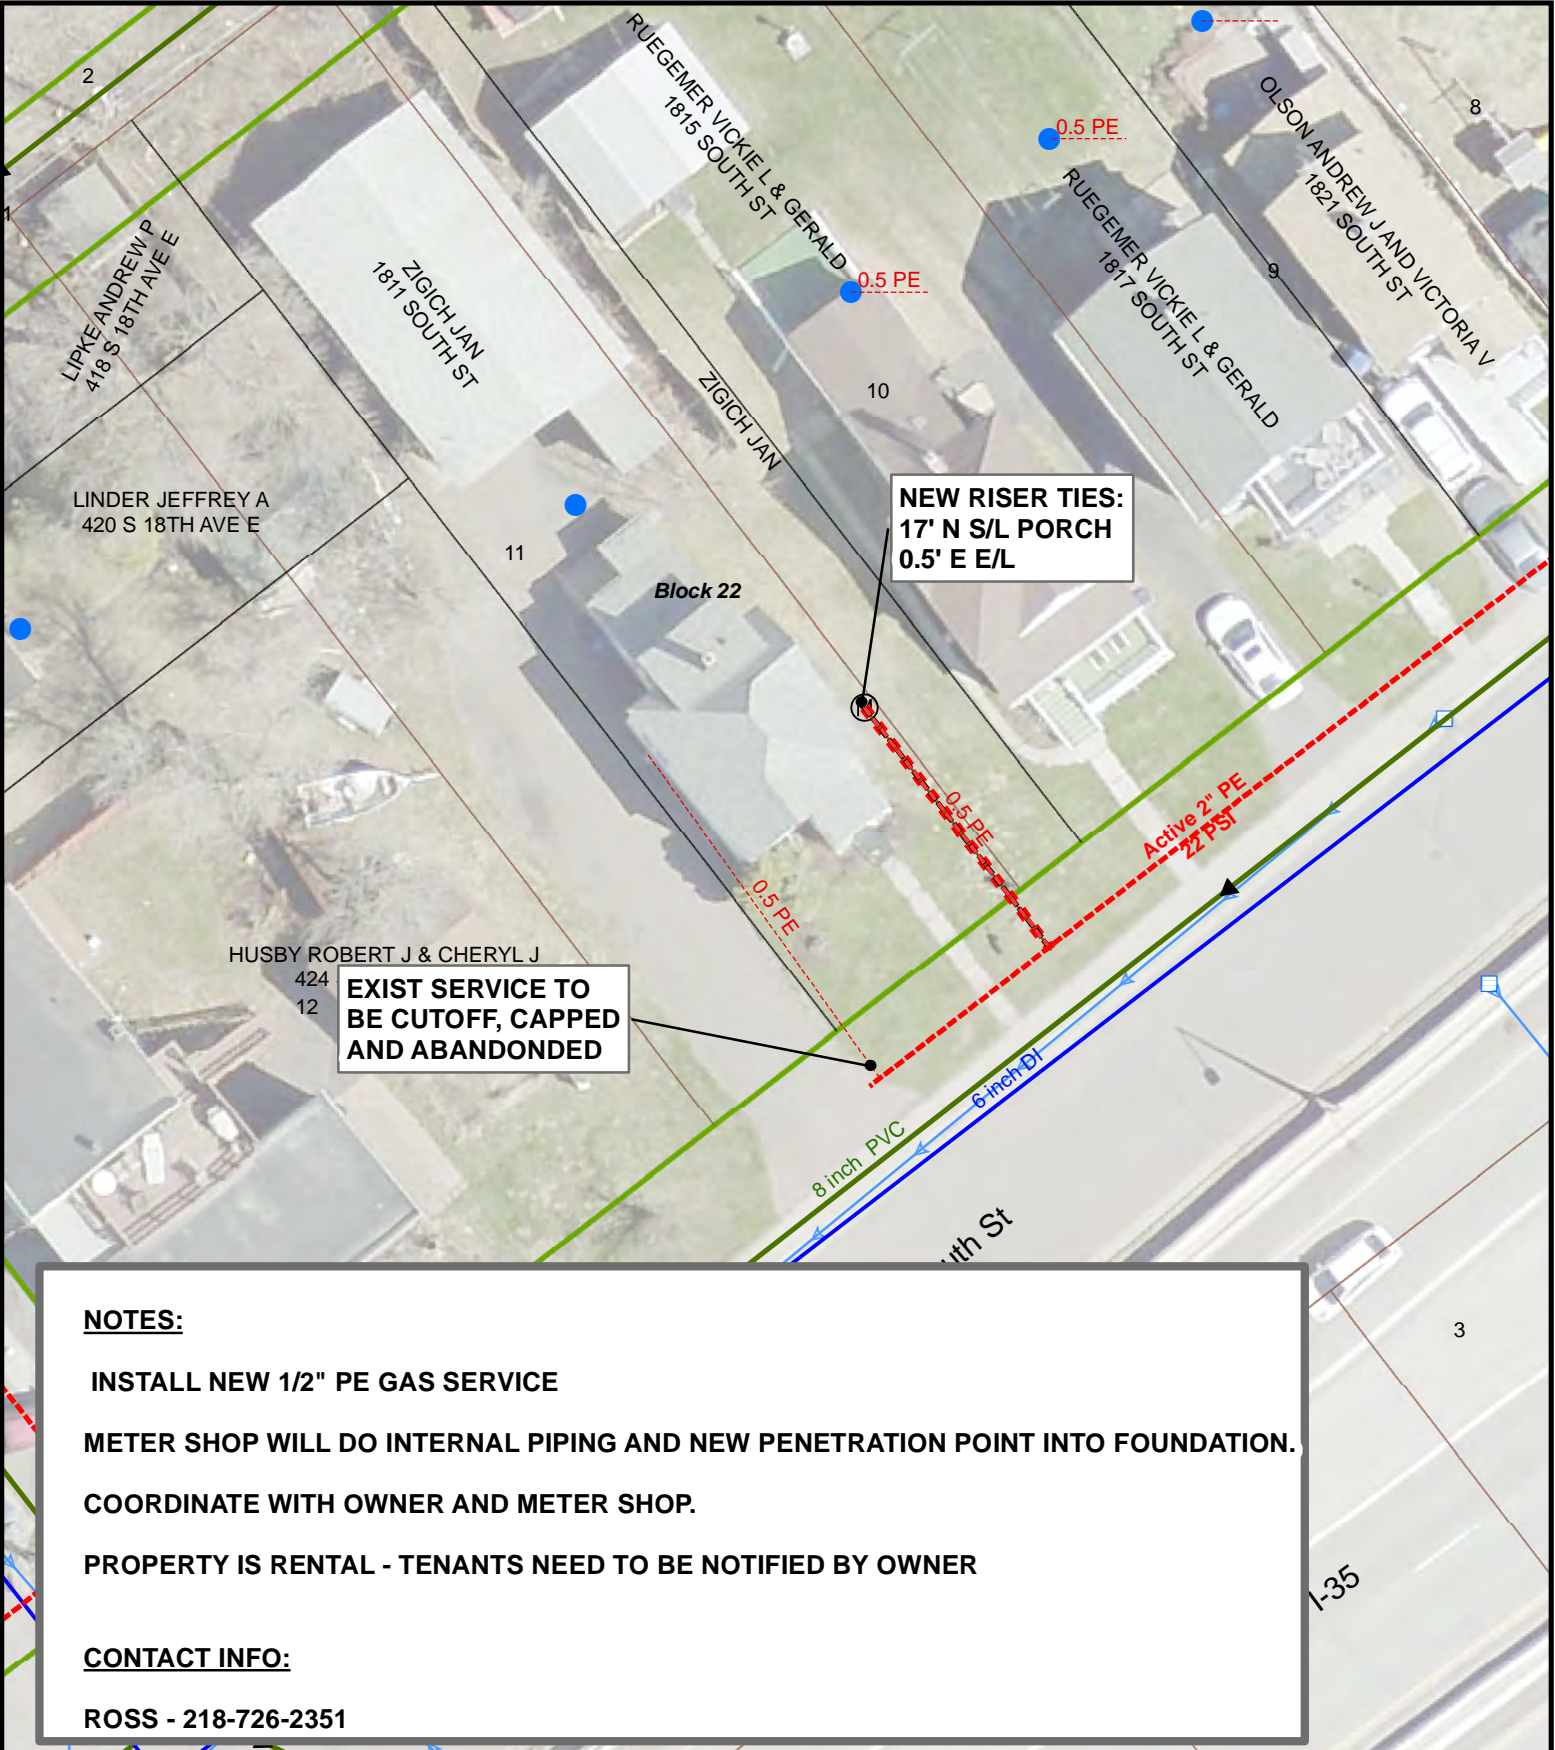 2
8
1
RUEGEMER VICKIE L & GERALD
1815 SOUTH ST
0.5 PE
OLSON ANDREW J AND VICTORIA V
1821 SOUTH ST
RUEGEMER VICKIE L & GERALD
1817 SOUTH ST
9
0.5 PE
LIPKE ANDREW P
418 S 18TH AVE E
ZIGICH JAN
1811 SOUTH ST
ZIGICH JAN
10
LINDER JEFFREY A
420 S 18TH AVE E
11
NEW RISER TIES:
17' N S/L PORCH
0.5' E E/L
Block 22
M
0.5 PE
Active 2" PE
22 PSI
0.5 PE
HUSBY ROBERT J & CHERYL J
424
12
EXIST SERVICE TO
BE CUTOFF, CAPPED
AND ABANDONDED
6 inch DI
8 inch PVC
uth St
3
I-35
NOTES:
INSTALL NEW 1/2" PE GAS SERVICE
METER SHOP WILL DO INTERNAL PIPING AND NEW PENETRATION POINT INTO FOUNDATION.
COORDINATE WITH OWNER AND METER SHOP.
PROPERTY IS RENTAL - TENANTS NEED TO BE NOTIFIED BY OWNER
CONTACT INFO:
ROSS - 218-726-2351